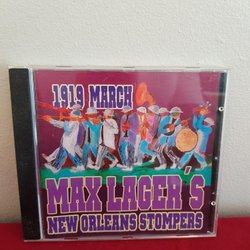 1919 MARCH
MAX LAGER'S
NEW ORLEANS STOMPERS